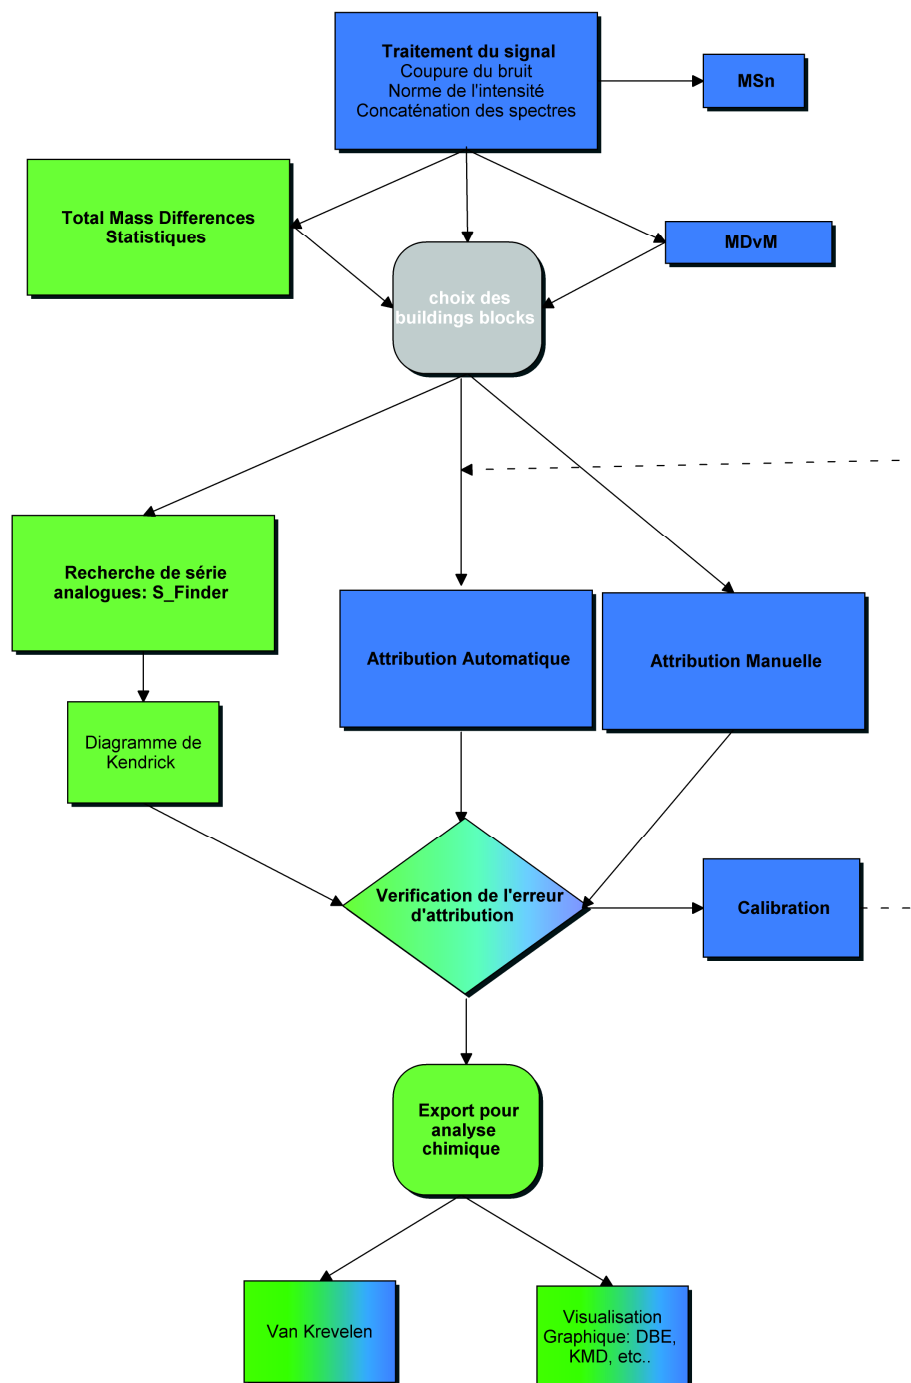 Traitement du signal
Coupure du bruit
Norme de l'intensité
Concaténation des spectres
MSn
Total Mass Differences
Statistiques
MDvM
choix des
buildings blocks
Recherche de série
analogues: S_Finder
Attribution Automatique
Attribution Manuelle
Diagramme de
Kendrick
Verification de l'erreur
d'attribution
Calibration
Export pour
analyse
chimique
Van Krevelen
Visualisation
Graphique: DBE,
KMD, etc..